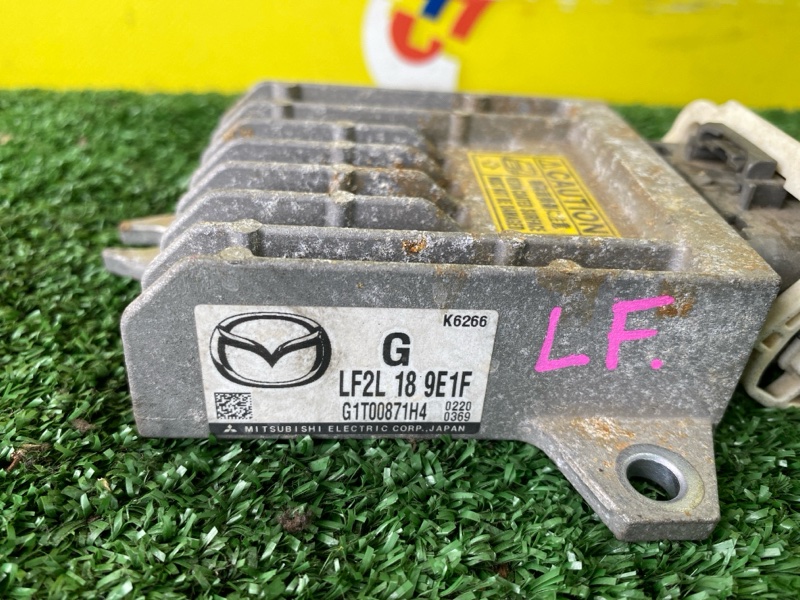 CAUTION
K6266
G
LF2L 18 9E1F
G1T00871H4
0220
0369
MITSUBISHI ELECTRIC CORP., JAPAN
LF.